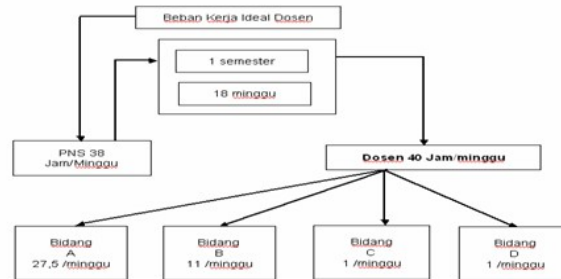 Beban Kerja Ideal Dosen
1 semester
18 minggu
PNS 38
Jam/Minggu
Dosen 40 Jam/minggu
Bidang
A
27,5 /minggu
Bidang
B
11 /minggu
Bidang
C
1 /minggu
Bidang
D
1 /minggu